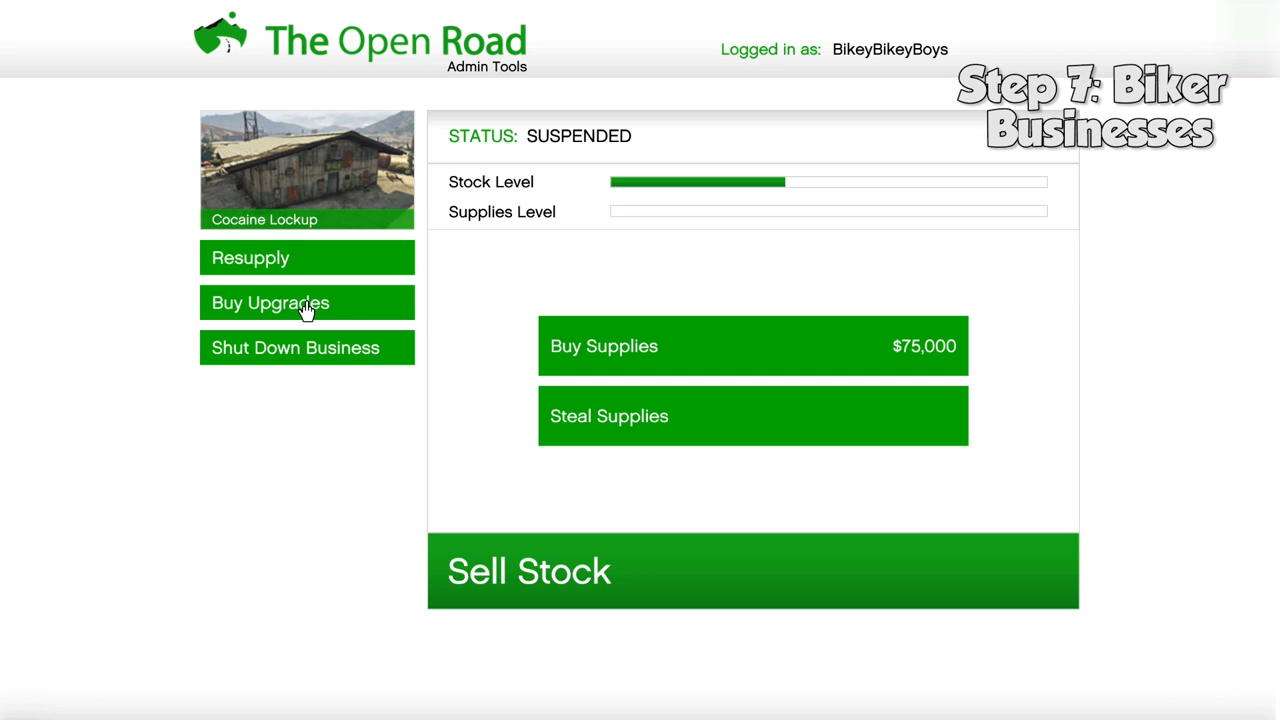 The Open Road
Admin Tools
Logged in as: BikeyBikeyBoys
Step 7: Biker
Businesses
Cocaine Lockup
Resupply
Buy Upgrades
Shut Down Business
STATUS: SUSPENDED
Stock Level
Supplies Level
Buy Supplies $75,000
Steal Supplies
Sell Stock